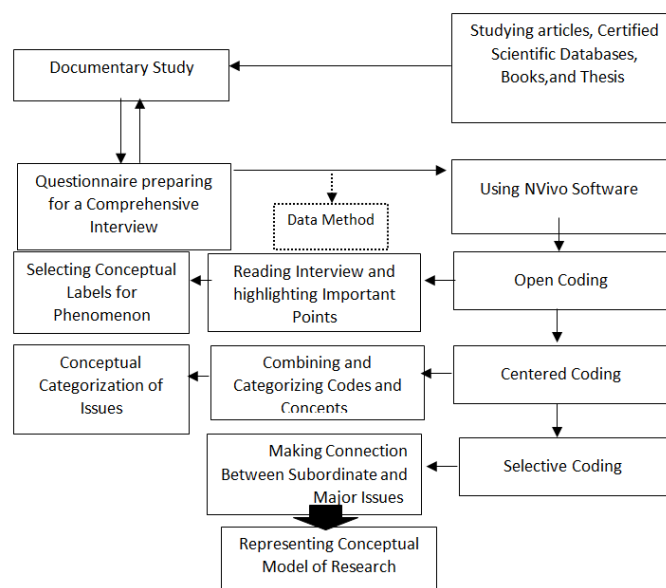 Studying articles, Certified
Scientific Databases,
Books,and Thesis
Documentary Study
Questionnaire preparing
for a Comprehensive
Interview
Using NVivo Software
Data Method
Selecting Conceptual
Labels for
Phenomenon
Reading Interview and
highlighting Important
Points
Open Coding
Conceptual
Categorization of
Issues
Combining and
Categorizing Codes and
Concepts
Centered Coding
Making Connection
Between Subordinate and
Major Issues
Selective Coding
Representing Conceptual
Model of Research